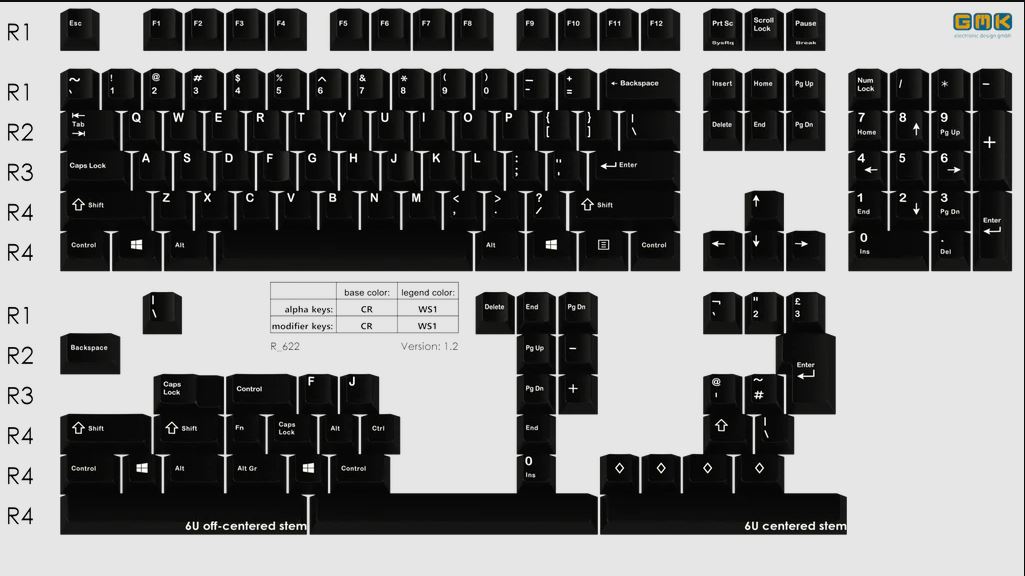 R1 Esc F1 F2 F3 F4 F5 F6 F7 F8 F9 F10 F11 F12 Prt Sc SysRq Scroll Lock Pause Break GMK
electronic design gmbh
R1 ~ ` ! 1 @ 2 # 3 $ 4 % 5 ^ 6 & 7 * 8 ( 9 ) 0 _ - + = ← Backspace Insert Home Pg Up Num Lock / * –
R2 Tab Q W E R T Y U I O P { [ } ] | \ Delete End Pg Dn 7 Home 8 ↑ 9 Pg Up +
R3 Caps Lock A S D F G H J K L : ; " ' Enter 4 ← 5 6 →
R4 Shift Z X C V B N M < , > . ? / Shift ↑ 1 End 2 ↓ 3 Pg Dn Enter
R4 Control Alt Alt Control ← ↓ → 0 Ins . Del
R1 | \ Delete End Pg Dn ¬ ` " 2 £ 3
base color: legend color:
alpha keys: CR WS1
modifier keys: CR WS1
R_622 Version: 1.2
R2 Backspace Pg Up – Enter
R3 Caps Lock Control F J Pg Dn + @ ' ~ #
R4 Shift Shift Fn Caps Lock Alt Ctrl End | \
R4 Control Alt Alt Gr Control 0 Ins ◇ ◇ ◇ ◇
R4 6U off-centered stem 6U centered stem